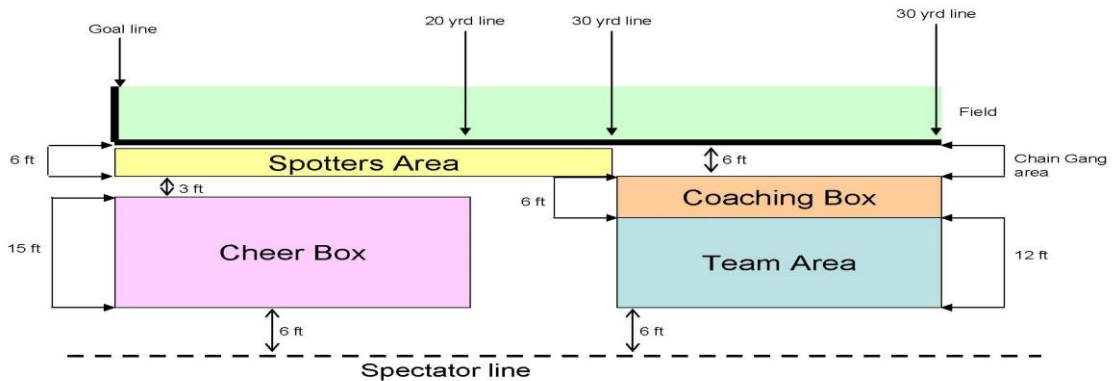 Goal line
20 yrd line
30 yrd line
30 yrd line
Field
6 ft
Spotters Area
6 ft
Chain Gang
area
3 ft
6 ft
Coaching Box
15 ft
Cheer Box
Team Area
12 ft
6 ft
6 ft
Spectator line